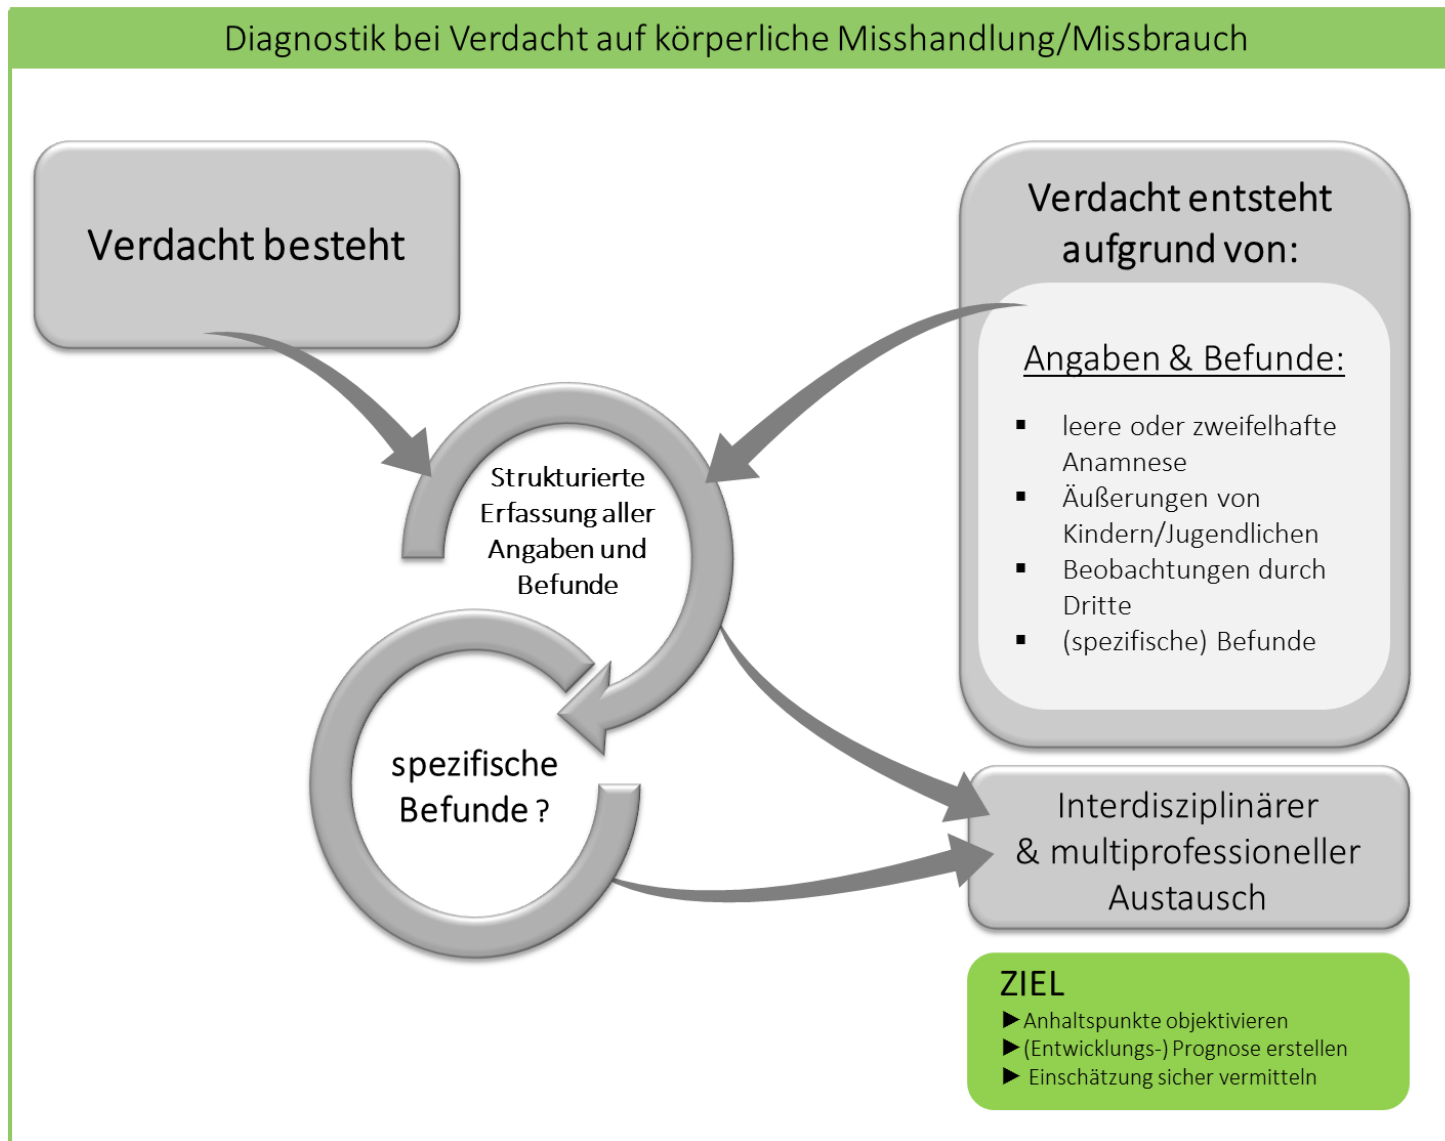 Diagnostik bei Verdacht auf körperliche Misshandlung/Missbrauch
Verdacht besteht
Verdacht entsteht
aufgrund von:
Angaben & Befunde:
▪ leere oder zweifelhafte
Anamnese
▪ Äußerungen von
Kindern/Jugendlichen
▪ Beobachtungen durch
Dritte
▪ (spezifische) Befunde
Strukturierte
Erfassung aller
Angaben und
Befunde
spezifische
Befunde ?
Interdisziplinärer
& multiprofessioneller
Austausch
ZIEL
►Anhaltspunkte objektivieren
►(Entwicklungs-) Prognose erstellen
► Einschätzung sicher vermitteln